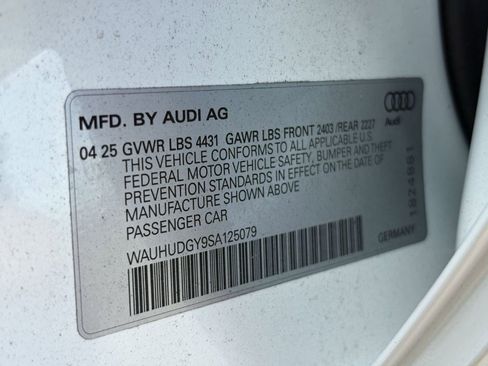 MFD. BY AUDI AG
Audi
04 25 GVWR LBS 4431 GAWR LBS FRONT 2403 /REAR 2227
THIS VEHICLE CONFORMS TO ALL APPLICABLE U.S.
FEDERAL MOTOR VEHICLE SAFETY, BUMPER AND THEFT
PREVENTION STANDARDS IN EFFECT ON THE DATE OF
MANUFACTURE SHOWN ABOVE
PASSENGER CAR
WAUHUDGY9SA125079
1824881
GERMANY